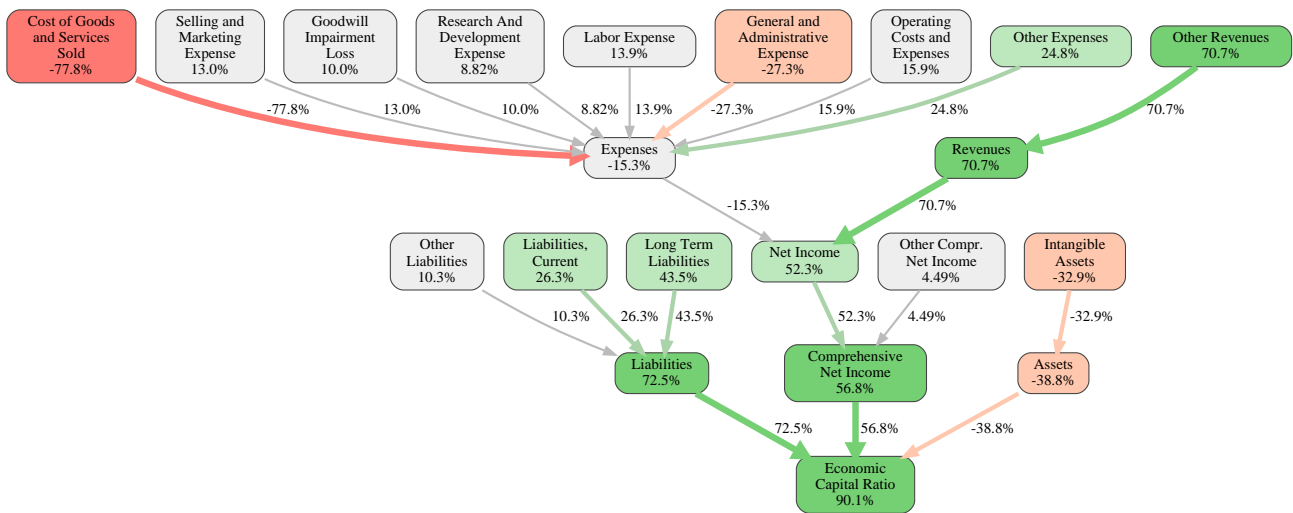 Cost of Goods
and Services
Sold
-77.8%
Selling and
Marketing
Expense
13.0%
Goodwill
Impairment
Loss
10.0%
Research And
Development
Expense
8.82%
Labor Expense
13.9%
General and
Administrative
Expense
-27.3%
Operating
Costs and
Expenses
15.9%
Other Expenses
24.8%
Other Revenues
70.7%
-77.8%
13.0%
10.0%
8.82%
13.9%
-27.3%
15.9%
24.8%
70.7%
Expenses
-15.3%
Revenues
70.7%
-15.3%
70.7%
Other
Liabilities
10.3%
Liabilities,
Current
26.3%
Long Term
Liabilities
43.5%
Net Income
52.3%
Other Compr.
Net Income
4.49%
Intangible
Assets
-32.9%
10.3%
26.3%
43.5%
52.3%
4.49%
-32.9%
Liabilities
72.5%
Comprehensive
Net Income
56.8%
Assets
-38.8%
72.5%
56.8%
-38.8%
Economic
Capital Ratio
90.1%